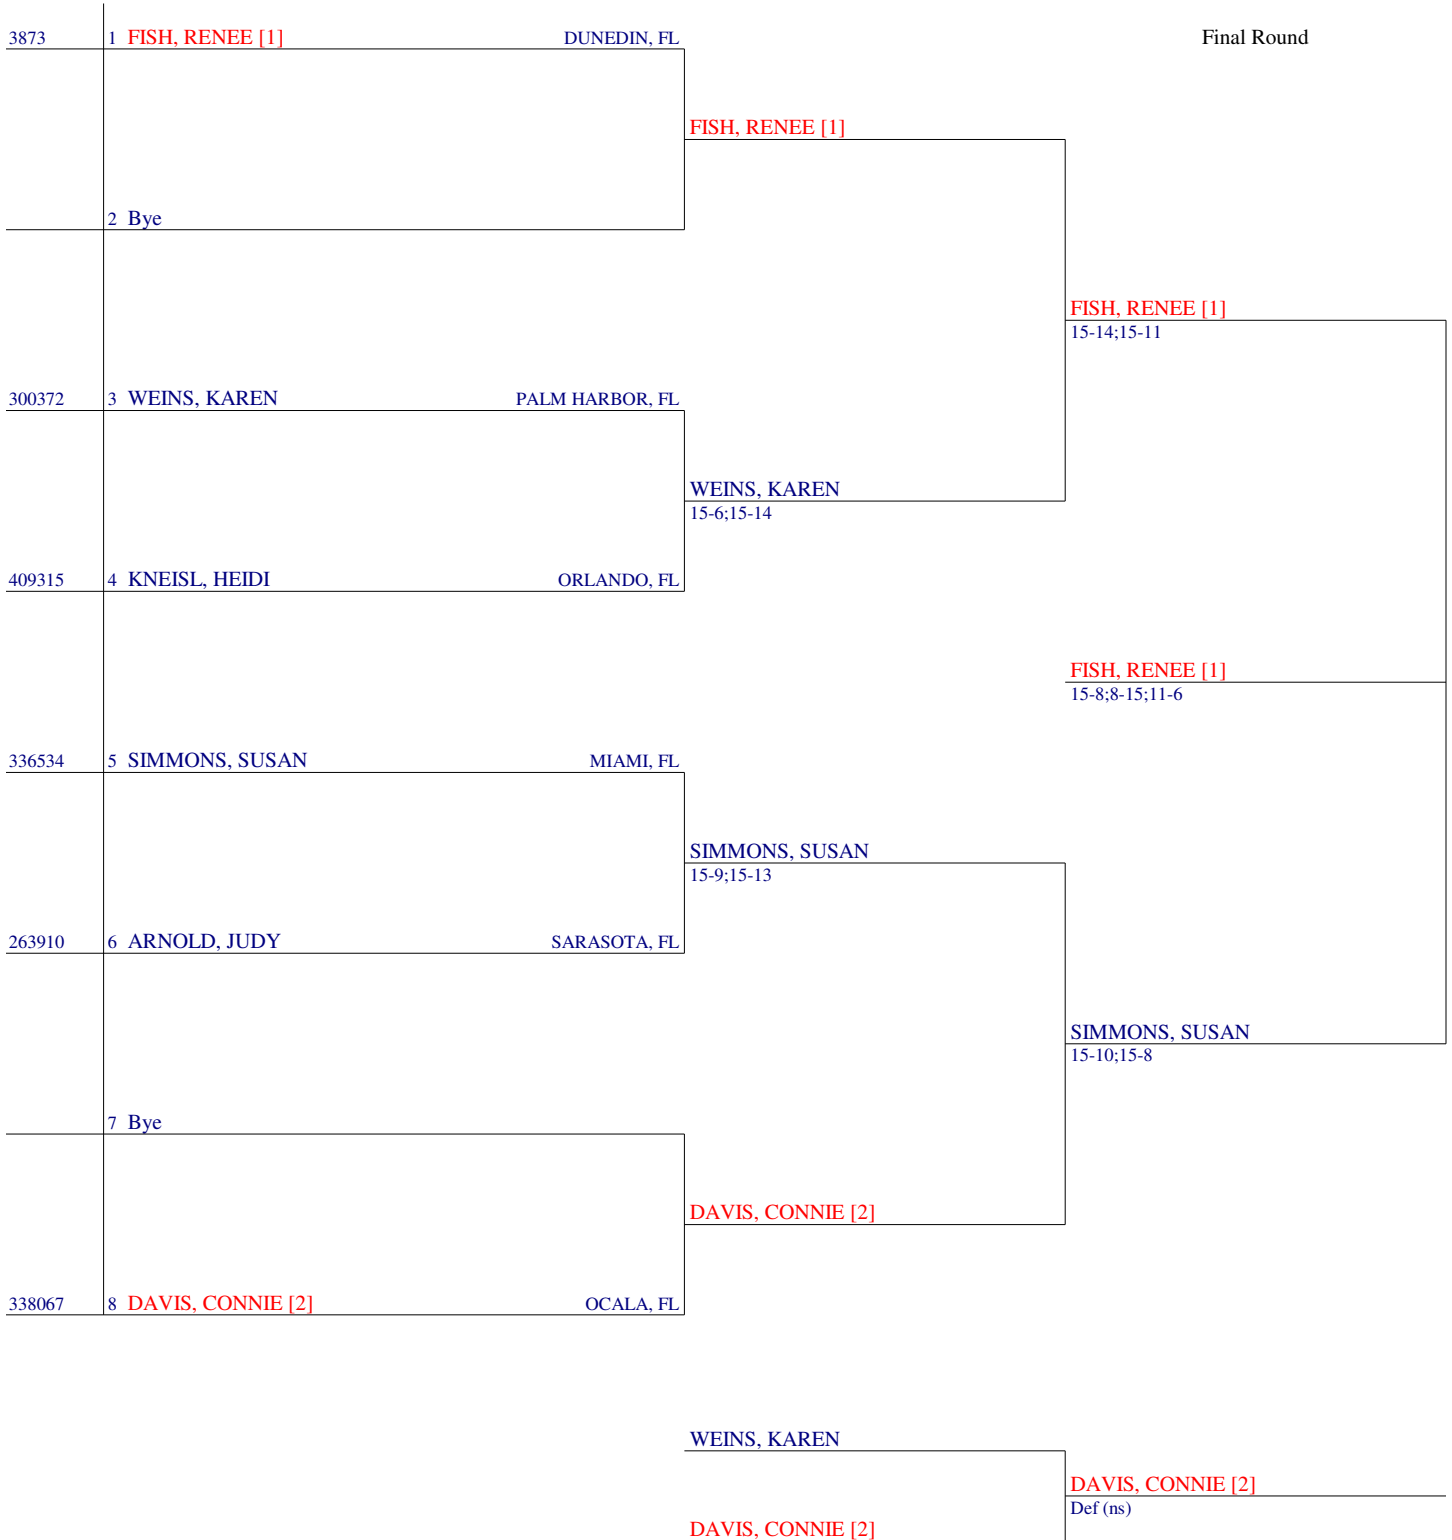 3873 1 FISH, RENEE [1] DUNEDIN, FL Final Round
FISH, RENEE [1]
2 Bye
FISH, RENEE [1]
15-14;15-11
300372 3 WEINS, KAREN PALM HARBOR, FL
WEINS, KAREN
15-6;15-14
409315 4 KNEISL, HEIDI ORLANDO, FL
FISH, RENEE [1]
15-8;8-15;11-6
336534 5 SIMMONS, SUSAN MIAMI, FL
SIMMONS, SUSAN
15-9;15-13
263910 6 ARNOLD, JUDY SARASOTA, FL
SIMMONS, SUSAN
15-10;15-8
7 Bye
DAVIS, CONNIE [2]
338067 8 DAVIS, CONNIE [2] OCALA, FL
WEINS, KAREN
DAVIS, CONNIE [2]
Def (ns)
DAVIS, CONNIE [2]